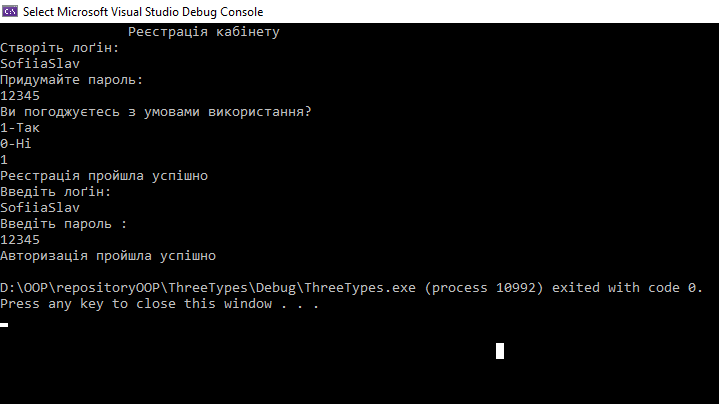 Select Microsoft Visual Studio Debug Console
Реєстрація кабінету
Створіть лоґін:
SofiiaSlav
Придумайте пароль:
12345
Ви погоджуєтесь з умовами використання?
1-Так
0-Ні
1
Реєстрація пройшла успішно
Введіть лоґін:
SofiiaSlav
Введіть пароль :
12345
Авторизація пройшла успішно
D:\OOP\repositoryOOP\ThreeTypes\Debug\ThreeTypes.exe (process 10992) exited with code 0.
Press any key to close this window . . .